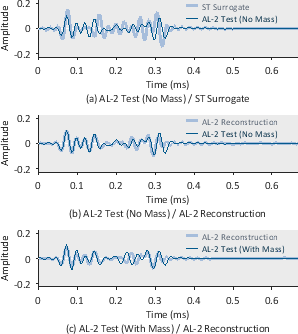 0.2
ST Surrogate
AL-2 Test (No Mass)
Amplitude
0
-0.2
0 0.1 0.2 0.3 0.4 0.5 0.6
Time (ms)
(a) AL-2 Test (No Mass) / ST Surrogate
0.2
AL-2 Reconstruction
AL-2 Test (No Mass)
Amplitude
0
-0.2
0 0.1 0.2 0.3 0.4 0.5 0.6
Time (ms)
(b) AL-2 Test (No Mass) / AL-2 Reconstruction
0.2
AL-2 Reconstruction
AL-2 Test (With Mass)
Amplitude
0
-0.2
0 0.1 0.2 0.3 0.4 0.5 0.6
Time (ms)
(c) AL-2 Test (With Mass) / AL-2 Reconstruction